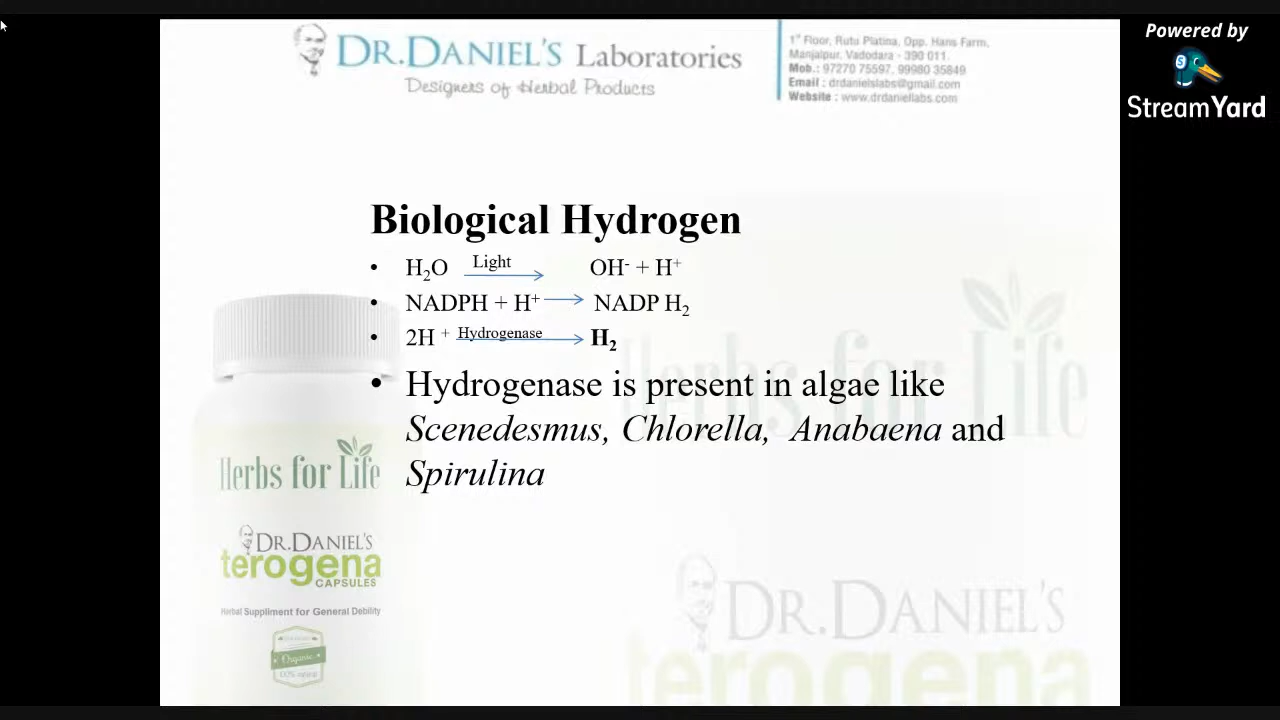 Powered by
StreamYard
DR.DANIEL'S Laboratories
Designers of Herbal Products
1st Floor, Rutu Platina, Opp. Hans Farm,
Manjalpur, Vadodara - 390 011.
Mob.: 97270 75597, 99980 35849
Email : drdanielslabs@gmail.com
Website : www.drdaniellabs.com
Biological Hydrogen
• H₂O Light → OH⁻ + H⁺
• NADPH + H⁺ → NADP H₂
• 2H ⁺ Hydrogenase → H₂
• Hydrogenase is present in algae like
Scenedesmus, Chlorella, Anabaena and
Spirulina
Herbs for Life
DR.DANIEL'S
terogena
CAPSULES
Herbal Suppliment for General Debility
Organic
Herbs for Life
DR.DANIEL'S
terogena